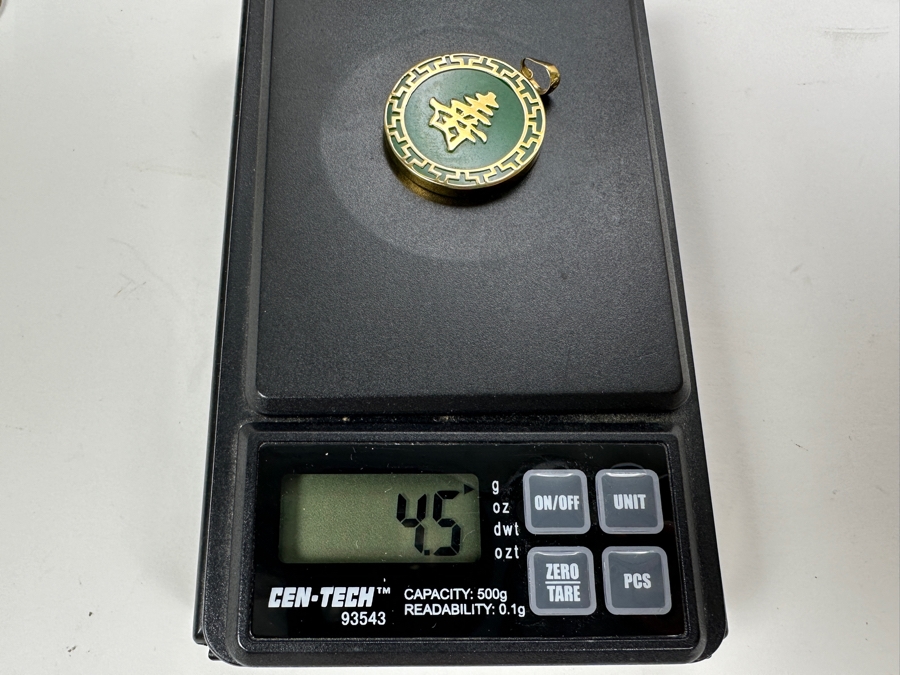 壽
4.5
g
oz
dwt
ozt
ON/OFF
UNIT
ZERO
TARE
PCS
CEN-TECH™
93543
CAPACITY: 500g
READABILITY: 0.1g